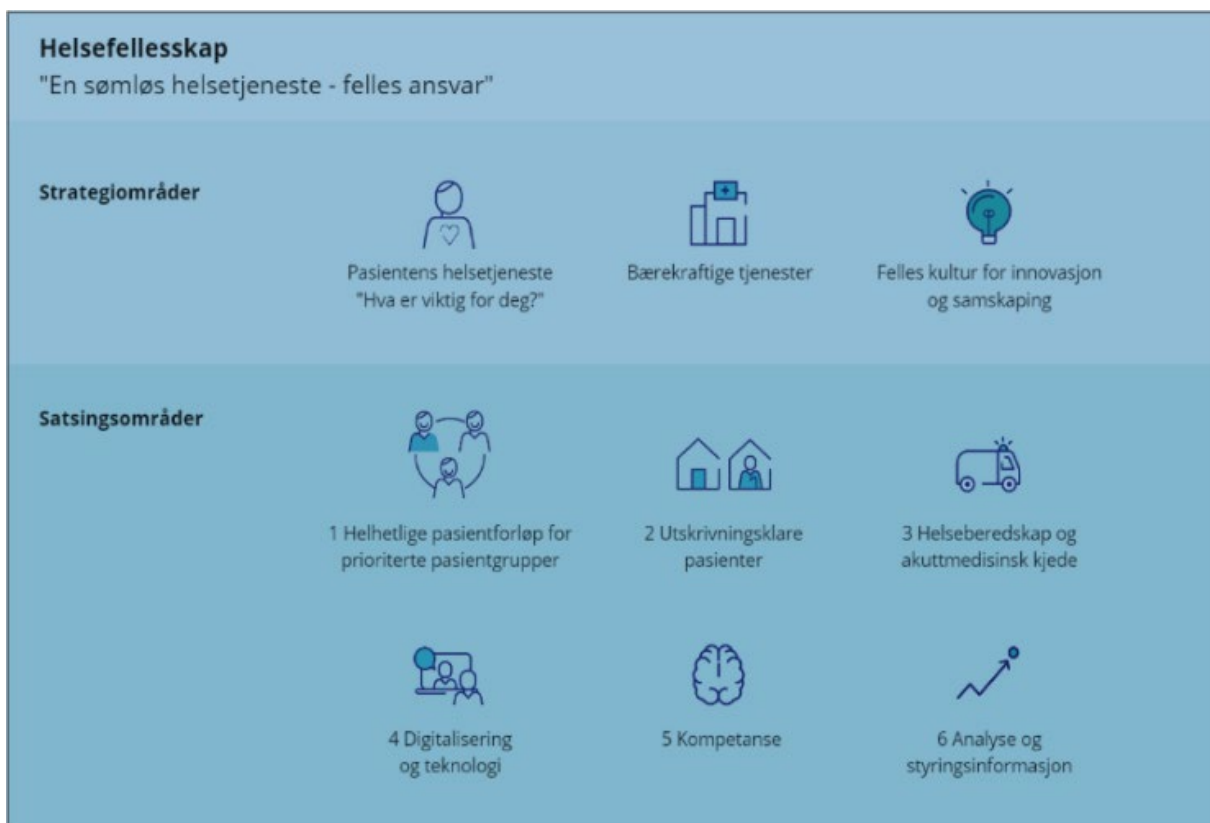 Helsefellesskap
"En sømløs helsetjeneste - felles ansvar"
Strategiområder
Pasientens helsetjeneste
"Hva er viktig for deg?"
Bærekraftige tjenester
Felles kultur for innovasjon
og samskaping
Satsingsområder
1 Helhetlige pasientforløp for
prioriterte pasientgrupper
2 Utskrivningsklare
pasienter
3 Helseberedskap og
akuttmedisinsk kjede
4 Digitalisering
og teknologi
5 Kompetanse
6 Analyse og
styringsinformasjon